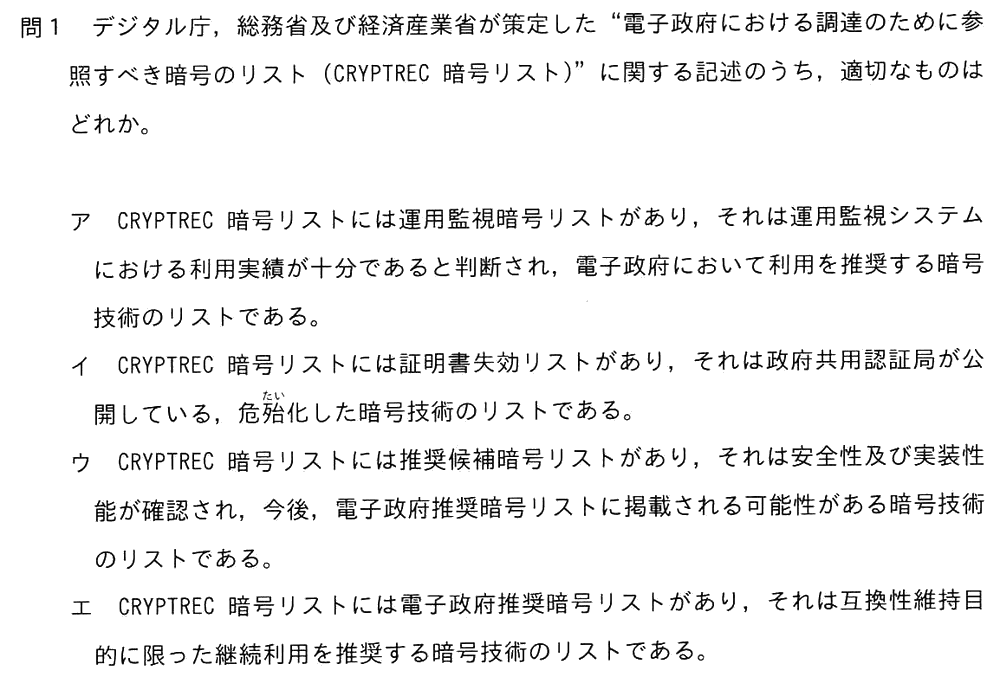 問1 デジタル庁，総務省及び経済産業省が策定した“電子政府における調達のために参
照すべき暗号のリスト（CRYPTREC 暗号リスト）”に関する記述のうち，適切なものは
どれか。
ア CRYPTREC 暗号リストには運用監視暗号リストがあり，それは運用監視システム
における利用実績が十分であると判断され，電子政府において利用を推奨する暗号
技術のリストである。
イ CRYPTREC 暗号リストには証明書失効リストがあり，それは政府共用認証局が公
たい
開している，危殆化した暗号技術のリストである。
ウ CRYPTREC 暗号リストには推奨候補暗号リストがあり，それは安全性及び実装性
能が確認され，今後，電子政府推奨暗号リストに掲載される可能性がある暗号技術
のリストである。
エ CRYPTREC 暗号リストには電子政府推奨暗号リストがあり，それは互換性維持目
的に限った継続利用を推奨する暗号技術のリストである。